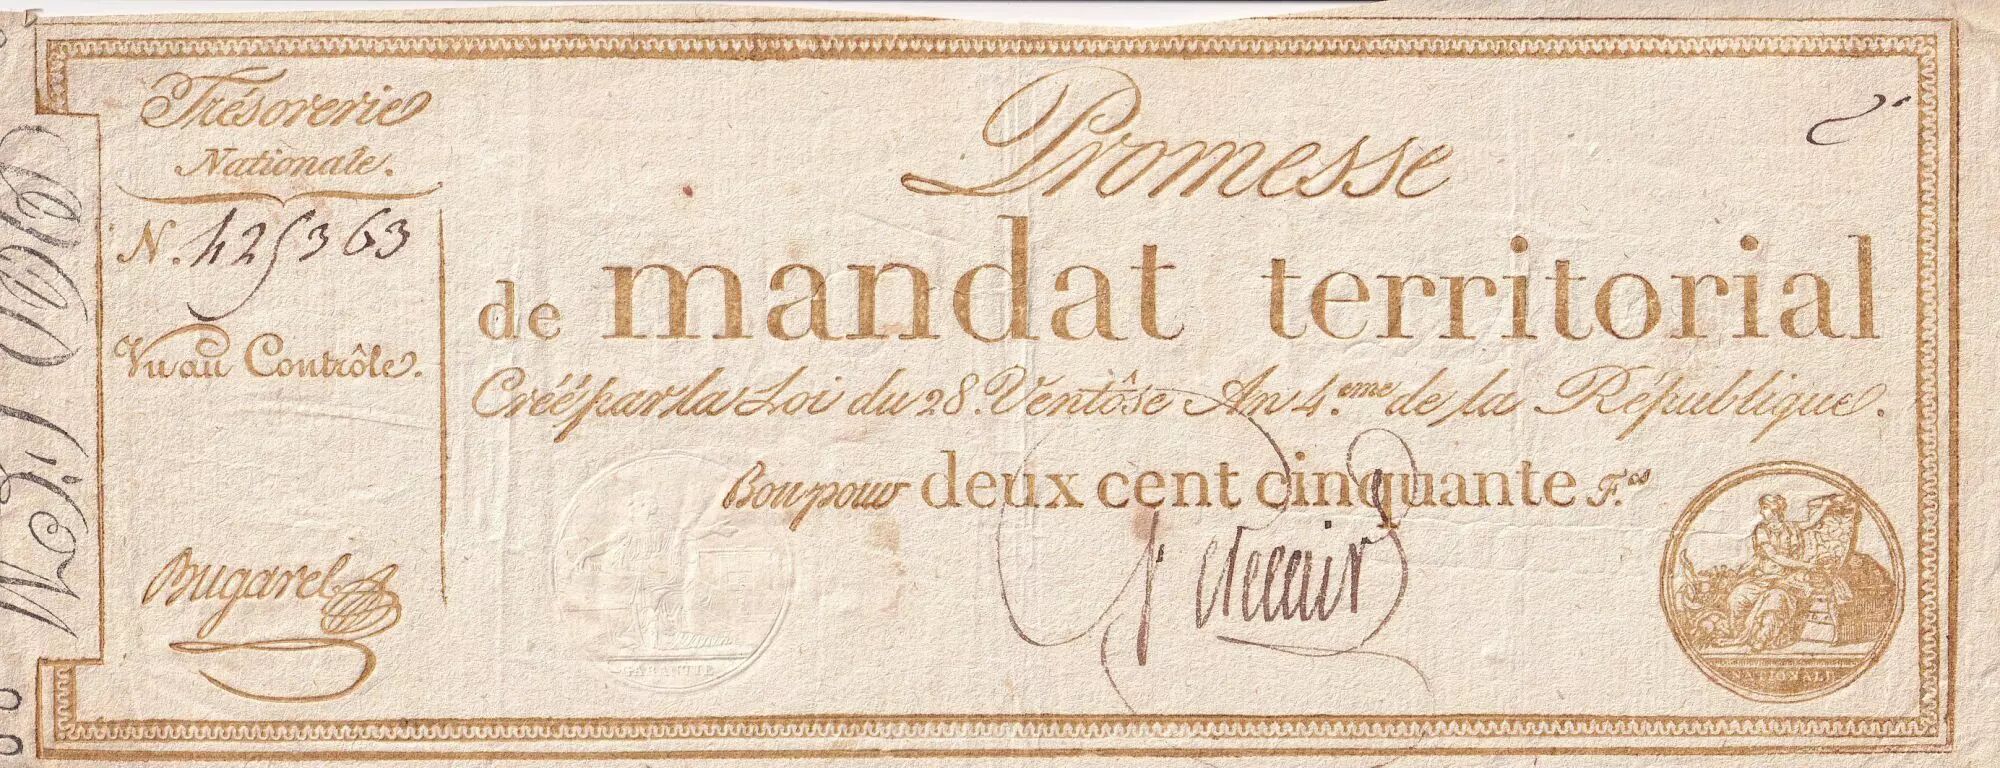 Trésorerie
Nationale.
N. 425363
Vu au Contrôle.
Bugarel
Promesse
de mandat territorial
Créé par la Loi du 28. Ventôse An 4.eme de la République.
Bon pour deux cent cinquante F.cs
NATIONALE